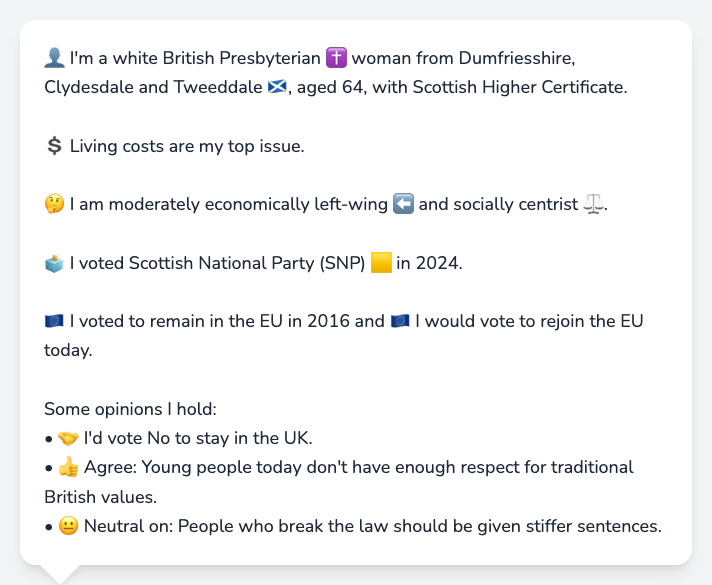 👤 I'm a white British Presbyterian ✝️ woman from Dumfriesshire,
Clydesdale and Tweeddale 🏴󠁧󠁢󠁳󠁣󠁴󠁿, aged 64, with Scottish Higher Certificate.
💲 Living costs are my top issue.
🤔 I am moderately economically left-wing ⬅️ and socially centrist ⚖️.
🗳️ I voted Scottish National Party (SNP) 🟨 in 2024.
🇪🇺 I voted to remain in the EU in 2016 and 🇪🇺 I would vote to rejoin the EU
today.
Some opinions I hold:
• 🤝 I'd vote No to stay in the UK.
• 👍 Agree: Young people today don't have enough respect for traditional
British values.
• 😐 Neutral on: People who break the law should be given stiffer sentences.